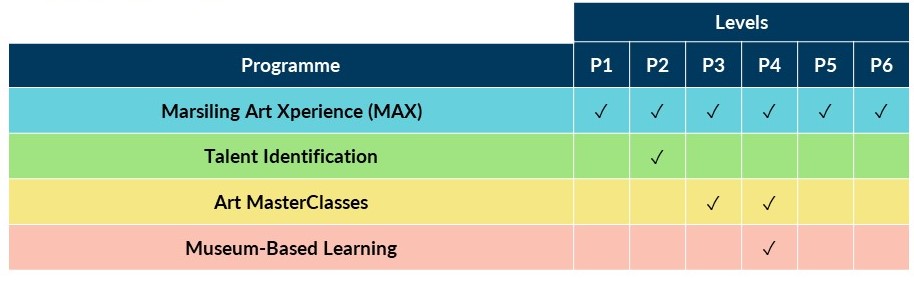 Levels
Programme P1 P2 P3 P4 P5 P6
Marsiling Art Xperience (MAX) ✓ ✓ ✓ ✓ ✓ ✓
Talent Identification ✓
Art MasterClasses ✓ ✓
Museum-Based Learning ✓